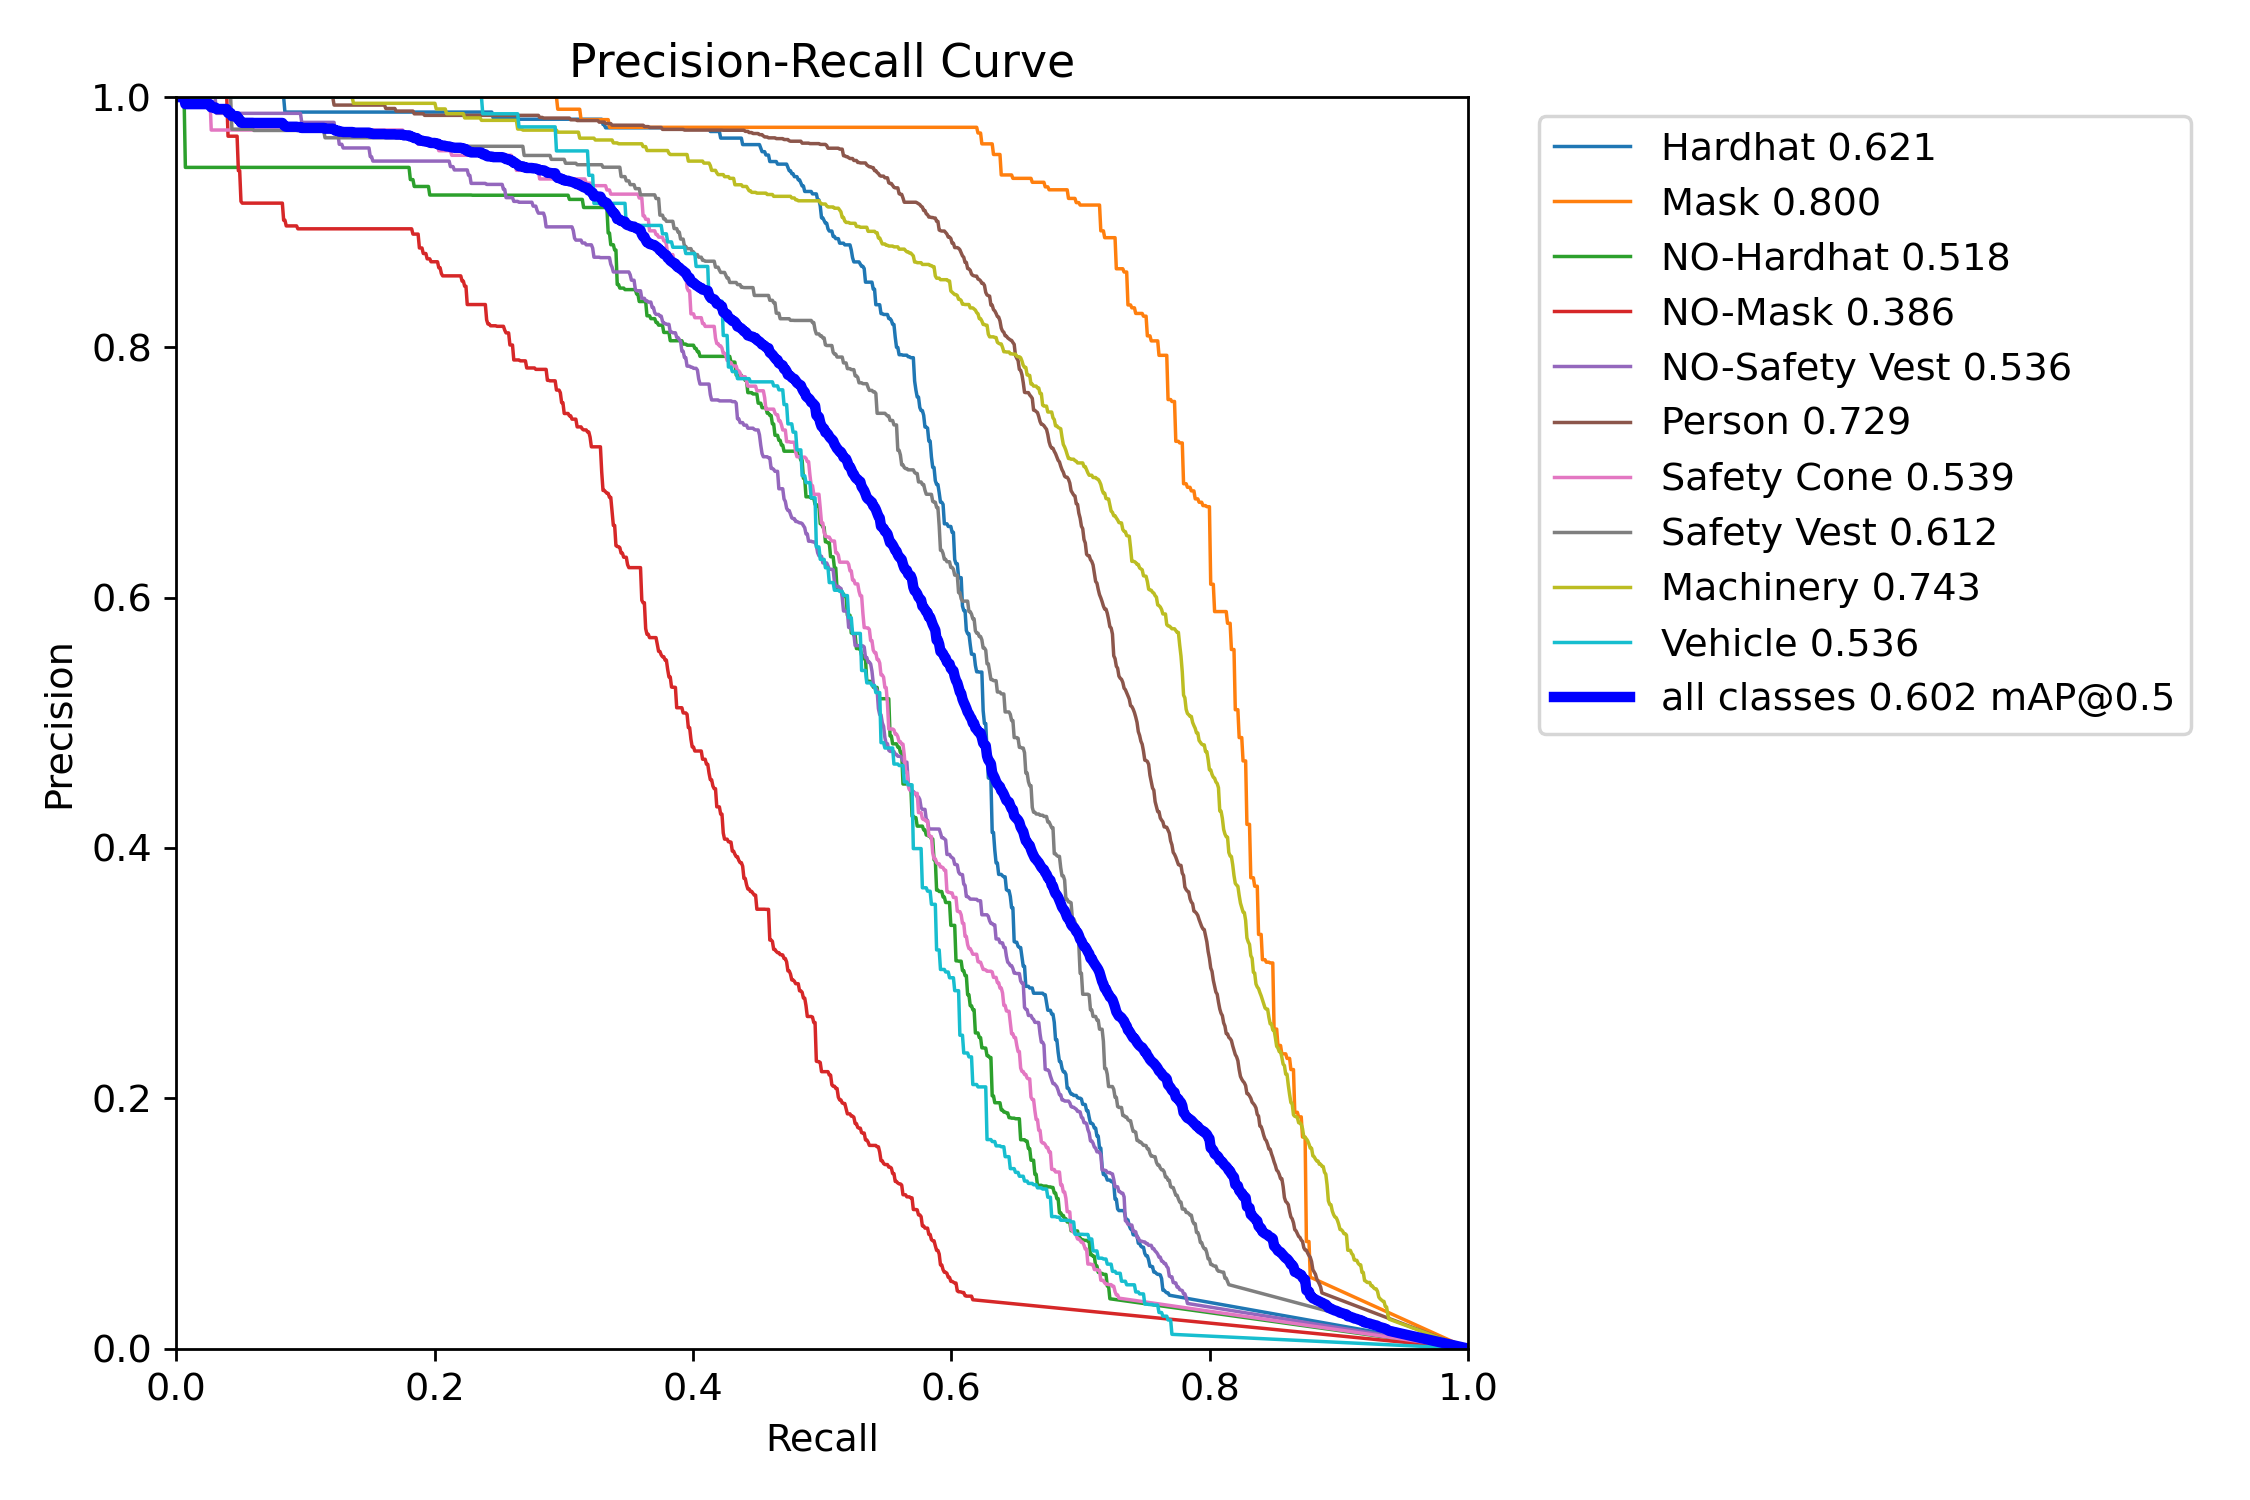 Precision-Recall Curve
1.0
0.8
0.6
0.4
0.2
0.0
Precision
0.0 0.2 0.4 0.6 0.8 1.0
Recall
Hardhat 0.621
Mask 0.800
NO-Hardhat 0.518
NO-Mask 0.386
NO-Safety Vest 0.536
Person 0.729
Safety Cone 0.539
Safety Vest 0.612
Machinery 0.743
Vehicle 0.536
all classes 0.602 mAP@0.5